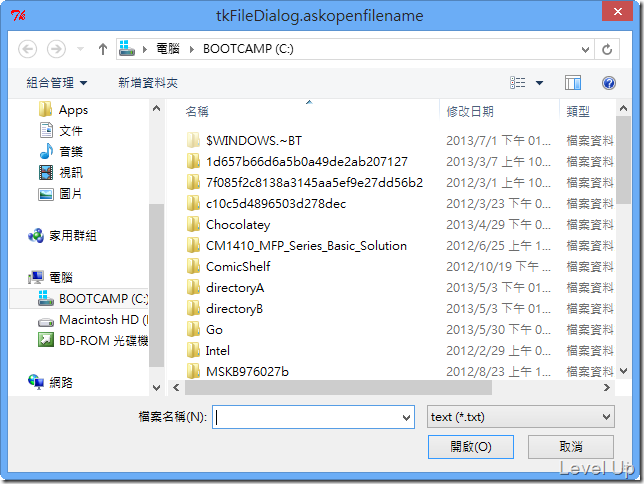 tkFileDialog.askopenfilename
電腦 BOOTCAMP (C:)
組合管理 新增資料夾
Apps
文件
音樂
視訊
圖片
家用群組
電腦
BOOTCAMP (C:)
Macintosh HD (
BD-ROM 光碟機
網路
名稱 修改日期 類型
$WINDOWS.~BT 2013/7/1 下午 01... 檔案資料
1d657b66d6a5b0a49de2ab207127 2013/3/7 上午 10... 檔案資料
7f085f2c8138a3145aa5ef9e27dd56b2 2012/3/1 上午 10... 檔案資料
c10c5d4896503d278dec 2012/3/23 下午 0... 檔案資料
Chocolatey 2013/4/29 下午 0... 檔案資料
CM1410_MFP_Series_Basic_Solution 2012/6/25 上午 1... 檔案資料
ComicShelf 2012/10/19 下午 ... 檔案資料
directoryA 2013/5/3 下午 01... 檔案資料
directoryB 2013/5/3 下午 01... 檔案資料
Go 2013/5/30 下午 0... 檔案資料
Intel 2012/2/29 上午 0... 檔案資料
MSKB976027b 2012/8/23 上午 1... 檔案資料
檔案名稱(N): text (*.txt)
開啟(O) 取消
Level Up